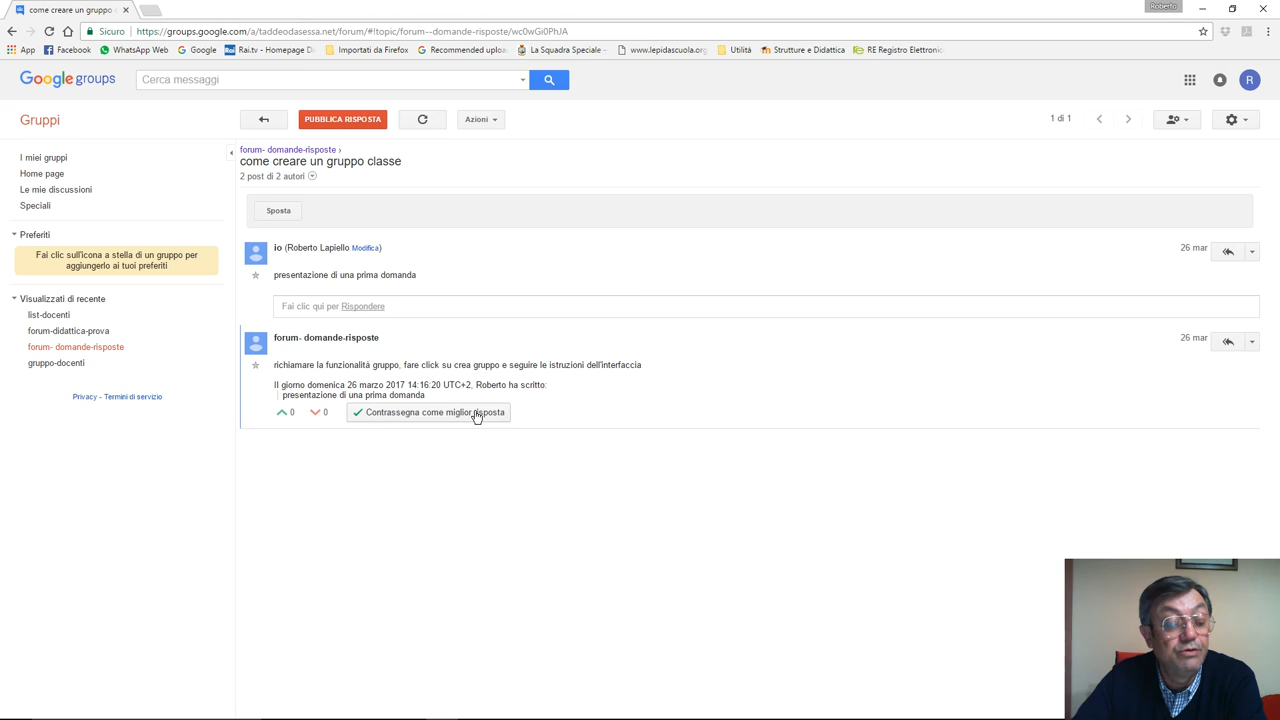 come creare un gruppo c
Roberto
Sicuro
https://groups.google.com/a/taddeodasessa.net/forum/#!topic/forum--domande-risposte/wc0wGi0PhJA
App
Facebook
WhatsApp Web
Google
Rai.tv - Homepage D
Importati da Firefox
Recommended uploa
La Squadra Speciale -
www.lepidascuola.org
Utilità
Strutture e Didattica
RE Registro Elettronic
Google groups
Cerca messaggi
Gruppi
PUBBLICA RISPOSTA
Azioni
1 di 1
I miei gruppi
Home page
Le mie discussioni
Speciali
Preferiti
Fai clic sull'icona a stella di un gruppo per
aggiungerlo ai tuoi preferiti
Visualizzati di recente
list-docenti
forum-didattica-prova
forum- domande-risposte
gruppo-docenti
Privacy - Termini di servizio
forum- domande-risposte ›
come creare un gruppo classe
2 post di 2 autori
Sposta
io (Roberto Lapiello Modifica)
26 mar
presentazione di una prima domanda
Fai clic qui per Rispondere
forum- domande-risposte
26 mar
richiamare la funzionalità gruppo, fare click su crea gruppo e seguire le istruzioni dell'interfaccia
Il giorno domenica 26 marzo 2017 14:16:20 UTC+2, Roberto ha scritto:
presentazione di una prima domanda
0
0
Contrassegna come miglior risposta
R